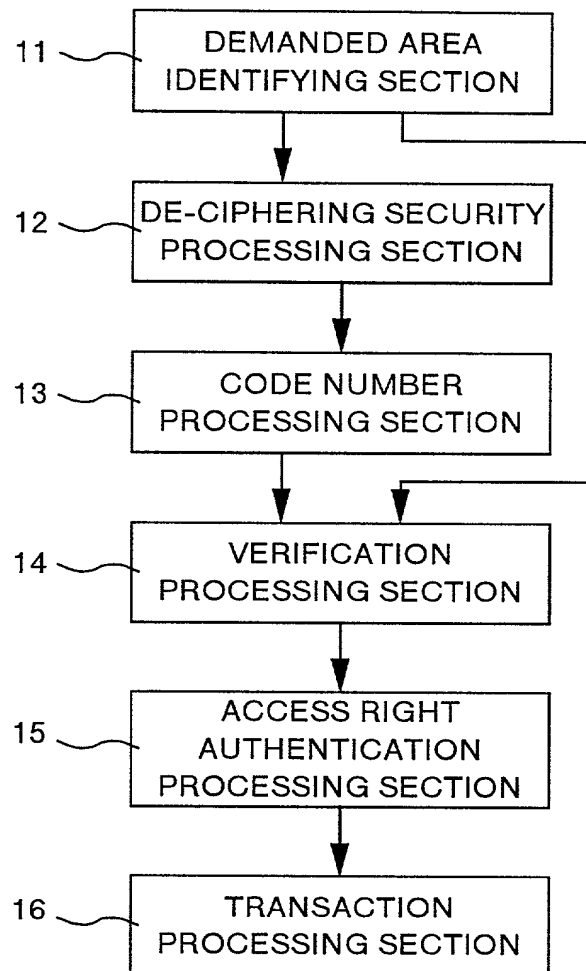 11
DEMANDED AREA
IDENTIFYING SECTION
12
DE-CIPHERING SECURITY
PROCESSING SECTION
13
CODE NUMBER
PROCESSING SECTION
14
VERIFICATION
PROCESSING SECTION
15
ACCESS RIGHT
AUTHENTICATION
PROCESSING SECTION
16
TRANSACTION
PROCESSING SECTION